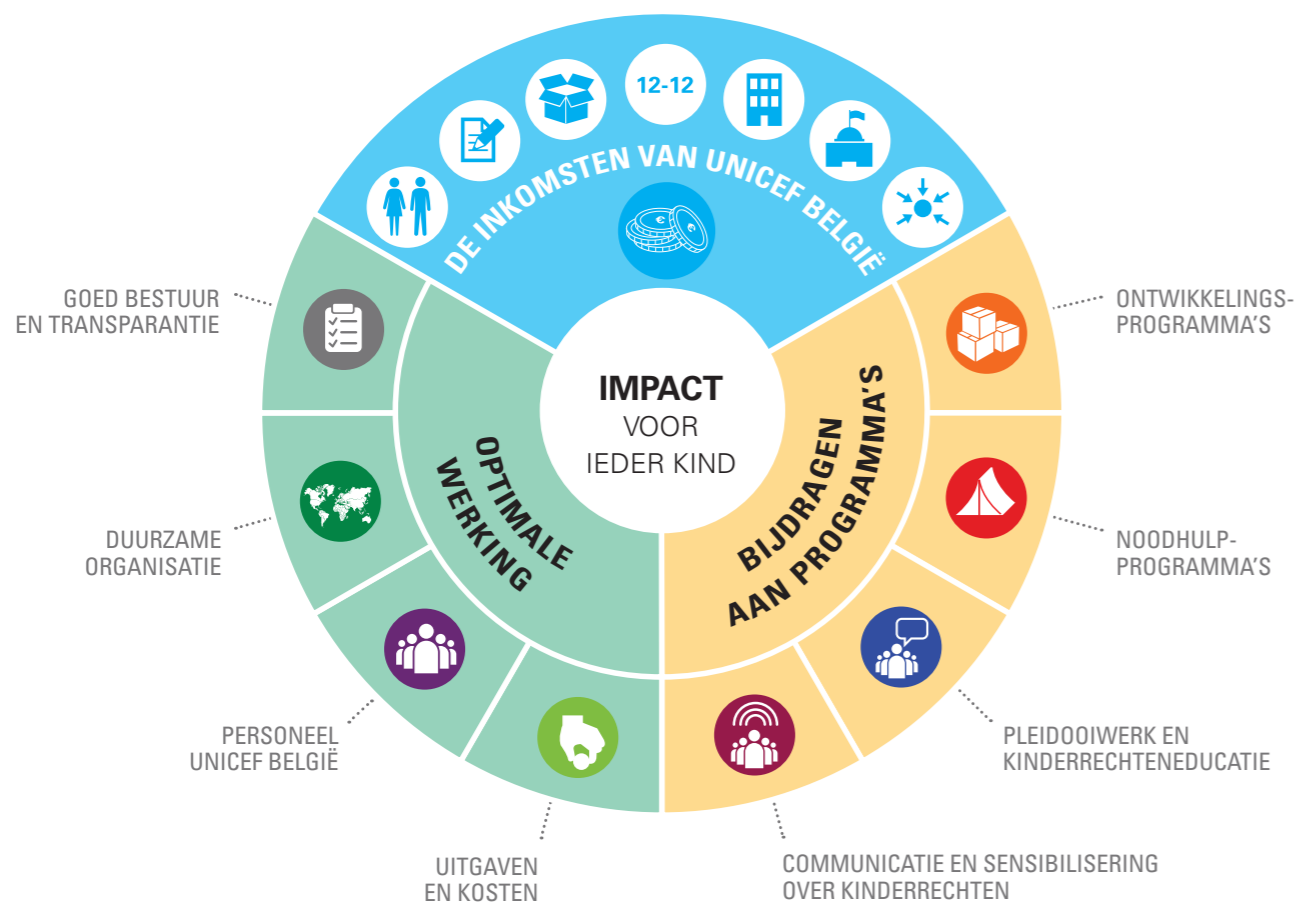 12-12
DE INKOMSTEN VAN UNICEF BELGIË
GOED BESTUUR
EN TRANSPARANTIE
ONTWIKKELINGS-
PROGRAMMA'S
IMPACT
VOOR
IEDER KIND
OPTIMALE
WERKING
BIJDRAGEN
AAN PROGRAMMA'S
DUURZAME
ORGANISATIE
NOODHULP-
PROGRAMMA'S
PERSONEEL
UNICEF BELGIË
PLEIDOOIWERK EN
KINDERRECHTENEDUCATIE
UITGAVEN
EN KOSTEN
COMMUNICATIE EN SENSIBILISERING
OVER KINDERRECHTEN